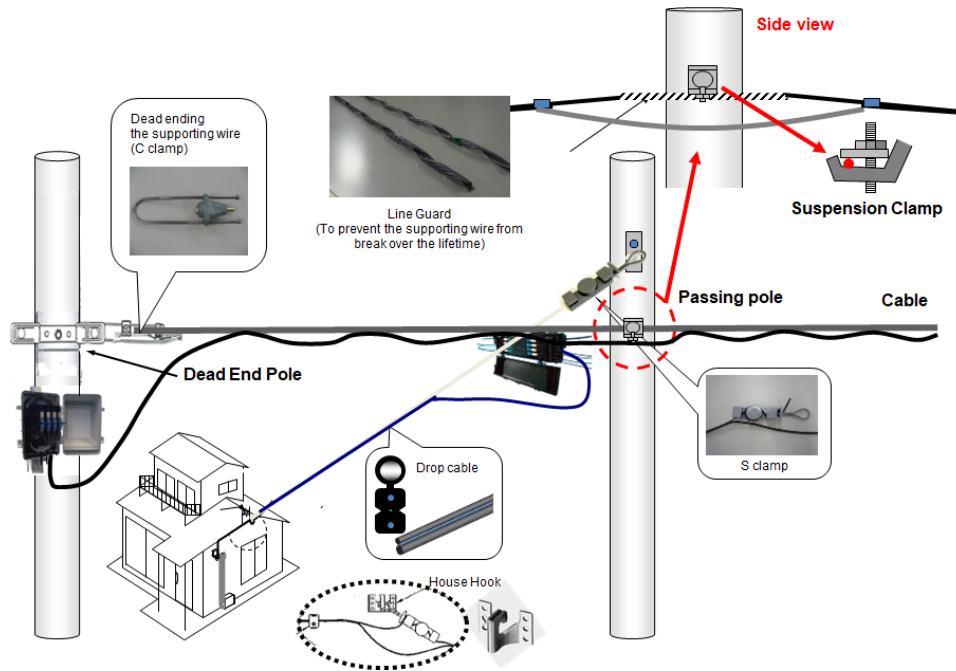 Side view
Dead ending
the supporting wire
(C clamp)
Line Guard
(To prevent the supporting wire from
break over the lifetime)
Suspension Clamp
Passing pole
Cable
Dead End Pole
S clamp
Drop cable
House Hook